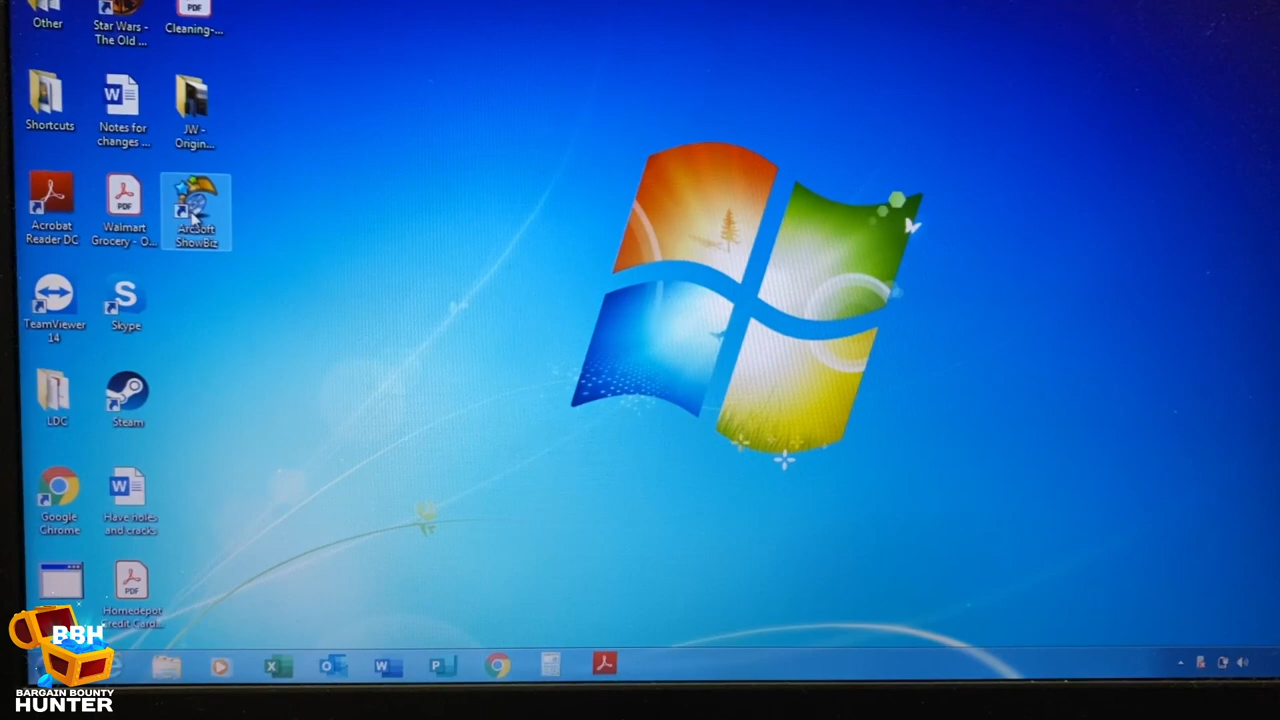 Other
Star Wars -
The Old ...
PDF
Cleaning-...
Shortcuts
W
Notes for
changes ...
JW -
Origin...
Acrobat
Reader DC
PDF
Walmart
Grocery - O...
ArcSoft
ShowBiz
TeamViewer
14
S
Skype
LDC
Steam
Google
Chrome
W
Have holes
and cracks
PDF
Homedepot
Credit Card...
X
O
W
P
BBH
BARGAIN BOUNTY
HUNTER